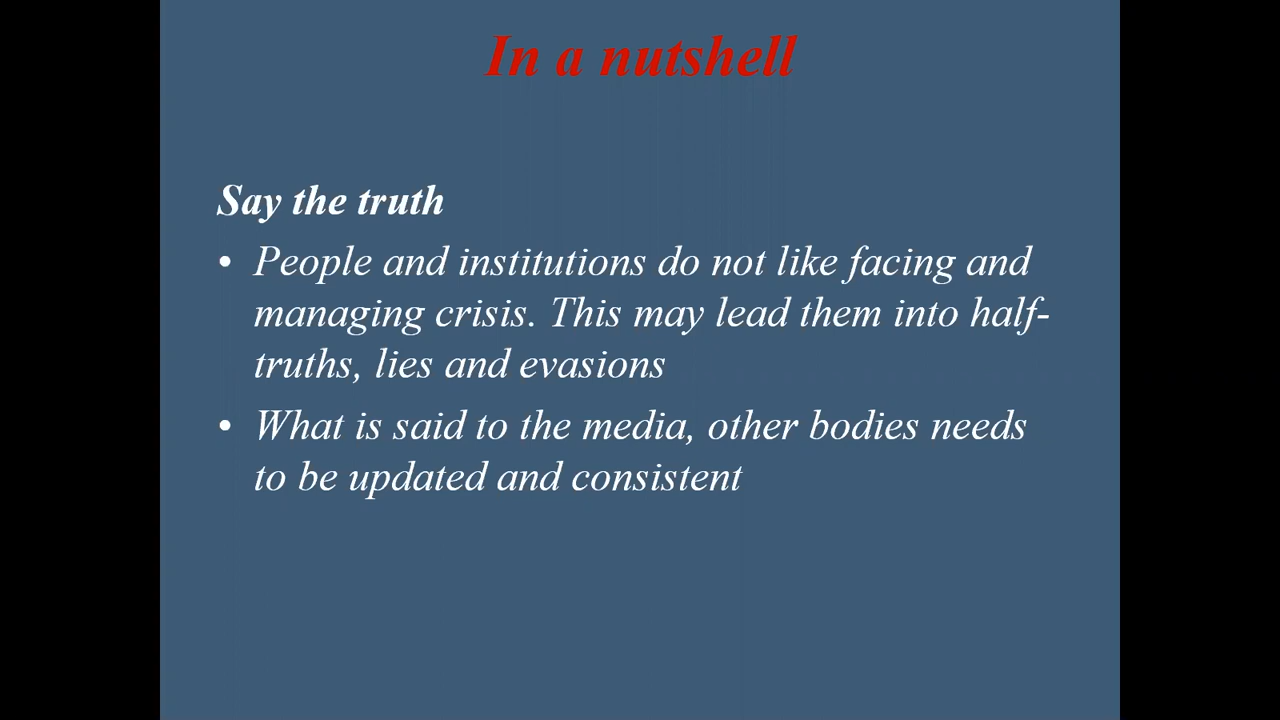 In a nutshell
Say the truth
• People and institutions do not like facing and
managing crisis. This may lead them into half-
truths, lies and evasions
• What is said to the media, other bodies needs
to be updated and consistent